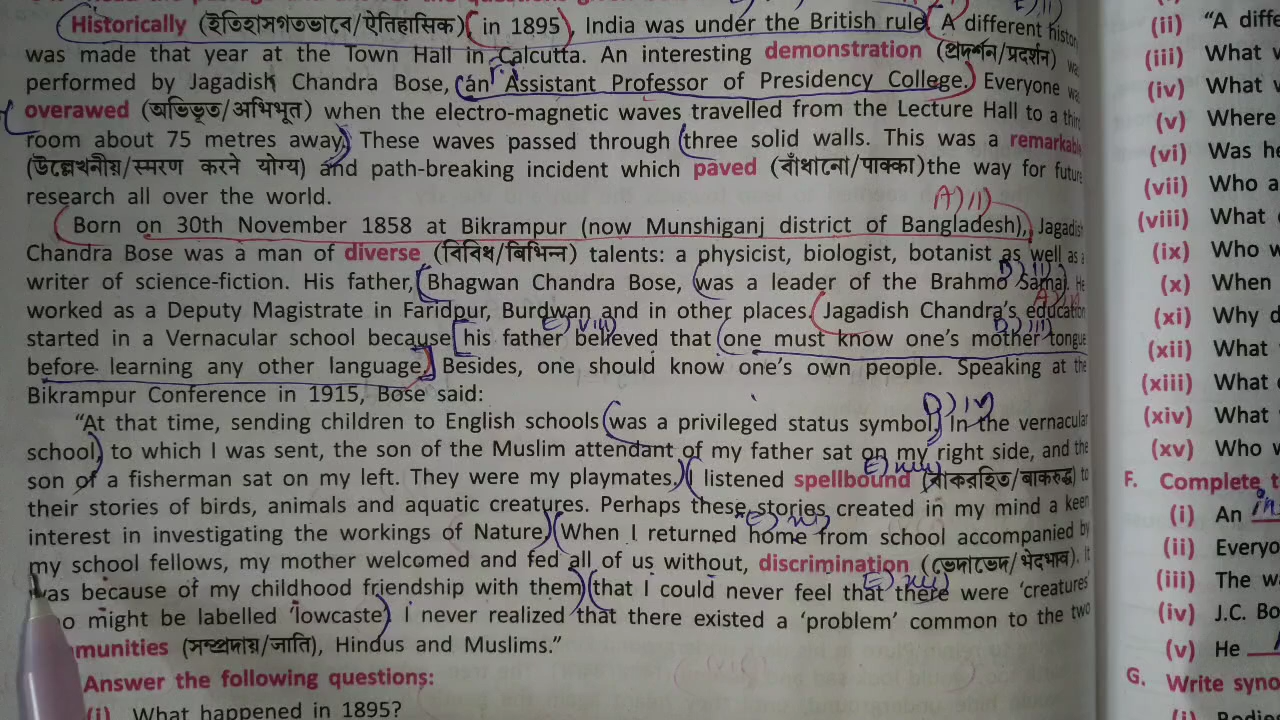 Historically (ইতিহাসগতভাবে/ऐतिहासिक) in 1895, India was under the British rule. A different history
was made that year at the Town Hall in Calcutta. An interesting demonstration (প্রদর্শন/प्रदर्शन) was
performed by Jagadish Chandra Bose, an Assistant Professor of Presidency College. Everyone was
overawed (অভিভূত/अभिभूत) when the electro-magnetic waves travelled from the Lecture Hall to a third
room about 75 metres away. These waves passed through three solid walls. This was a remarkable
(উল্লেখনীয়/स्मरण करने योग्य) and path-breaking incident which paved (বাঁধানো/पाक्का)the way for future
research all over the world.
A) i)
Born on 30th November 1858 at Bikrampur (now Munshiganj district of Bangladesh), Jagadish
Chandra Bose was a man of diverse (বিবিধ/बिभिन्न) talents: a physicist, biologist, botanist as well as a
writer of science-fiction. His father, Bhagwan Chandra Bose, was a leader of the Brahmo Samaj. He
worked as a Deputy Magistrate in Faridpur, Burdwan and in other places. Jagadish Chandra's education
started in a Vernacular school because his father believed that one must know one's mother tongue
before learning any other language. Besides, one should know one's own people. Speaking at the
Bikrampur Conference in 1915, Bose said:
D) iv
"At that time, sending children to English schools was a privileged status symbol. In the vernacular
school, to which I was sent, the son of the Muslim attendant of my father sat on my right side, and the
son of a fisherman sat on my left. They were my playmates. I listened spellbound (বাকরহিত/बाकरुद्ध) to
their stories of birds, animals and aquatic creatures. Perhaps these stories created in my mind a keen
interest in investigating the workings of Nature. When I returned home from school accompanied by
my school fellows, my mother welcomed and fed all of us without, discrimination (ভেদাভেদ/भेदभाव). It
was because of my childhood friendship with them that I could never feel that there were 'creatures'
might be labelled 'lowcaste'. I never realized that there existed a 'problem' common to the two
munities (সম্প্রদায়/जाति), Hindus and Muslims."
Answer the following questions:
(i) What happened in 1895?
(ii) "A diffe
(iii) What w
(iv) What w
(v) Where
(vi) Was he
(vii) Who a
(viii) What
(ix) Who w
(x) When
(xi) Why d
(xii) What
(xiii) What
(xiv) What
(xv) Who w
F. Complete t
(i) An
(ii) Everyo
(iii) The wa
(iv) J.C. Bo
(v) He
G. Write syno